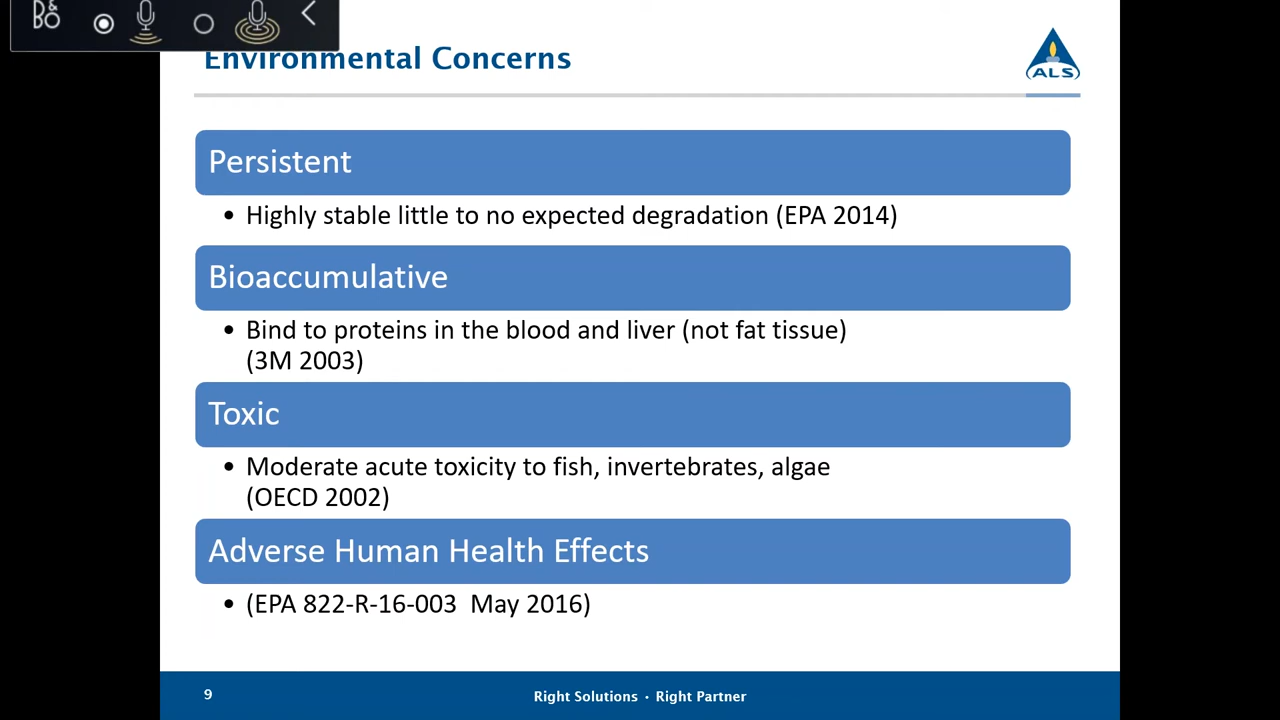 B&O
Environmental Concerns
ALS
Persistent
• Highly stable little to no expected degradation (EPA 2014)
Bioaccumulative
• Bind to proteins in the blood and liver (not fat tissue)
(3M 2003)
Toxic
• Moderate acute toxicity to fish, invertebrates, algae
(OECD 2002)
Adverse Human Health Effects
• (EPA 822-R-16-003  May 2016)
9
Right Solutions · Right Partner